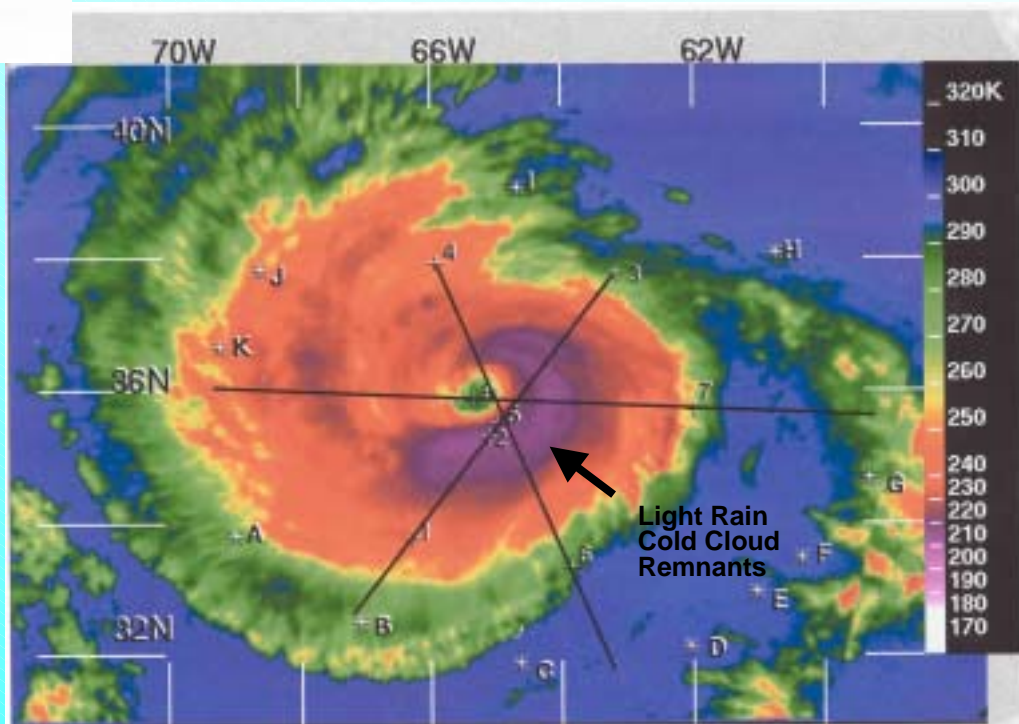 70W 66W 62W
320K
40N
310
I
300
H
290
4
J
3
280
270
K
260
36N
7
250
5
2
240
G
230
Light Rain
220
A
1
Cold Cloud
210
6
F
Remnants
200
190
E
180
32N
B
170
D
C